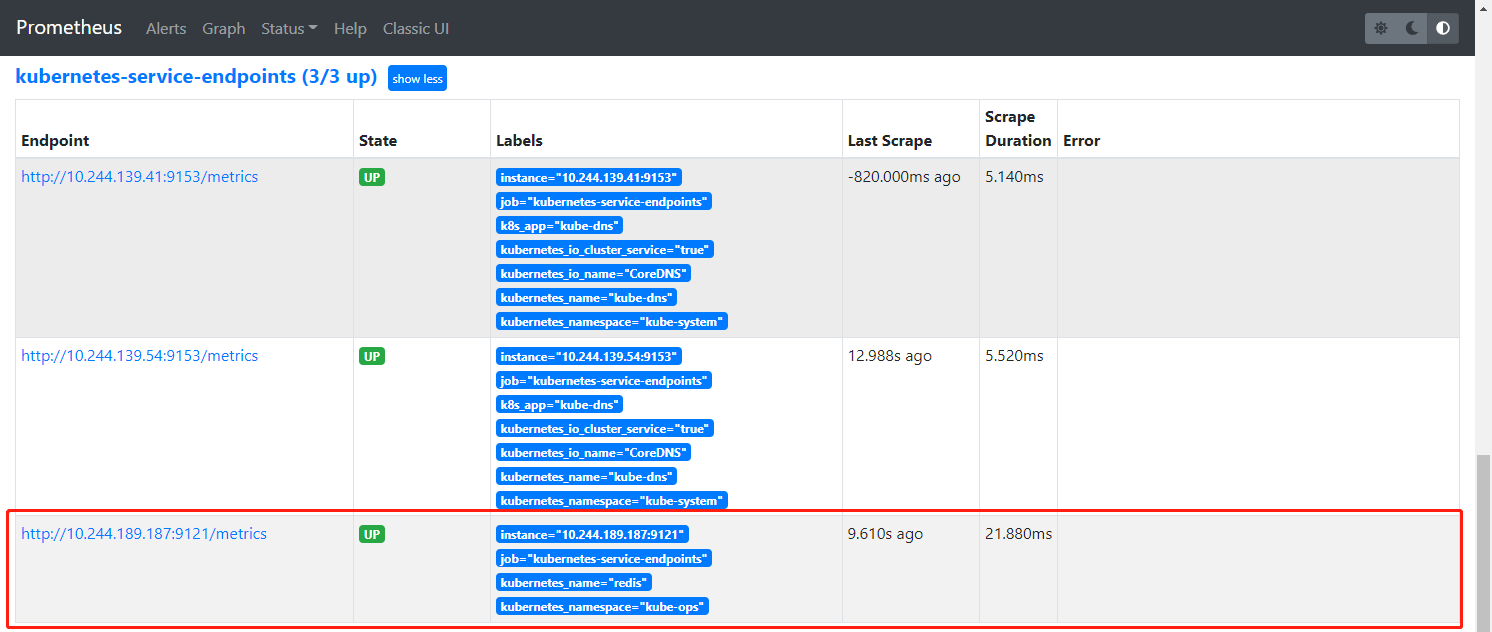 Prometheus Alerts Graph Status Help Classic UI
kubernetes-service-endpoints (3/3 up) show less
Endpoint State Labels Last Scrape Scrape Duration Error
http://10.244.139.41:9153/metrics UP instance="10.244.139.41:9153" -820.000ms ago 5.140ms
job="kubernetes-service-endpoints"
k8s_app="kube-dns"
kubernetes_io_cluster_service="true"
kubernetes_io_name="CoreDNS"
kubernetes_name="kube-dns"
kubernetes_namespace="kube-system"
http://10.244.139.54:9153/metrics UP instance="10.244.139.54:9153" 12.988s ago 5.520ms
job="kubernetes-service-endpoints"
k8s_app="kube-dns"
kubernetes_io_cluster_service="true"
kubernetes_io_name="CoreDNS"
kubernetes_name="kube-dns"
kubernetes_namespace="kube-system"
http://10.244.189.187:9121/metrics UP instance="10.244.189.187:9121" 9.610s ago 21.880ms
job="kubernetes-service-endpoints"
kubernetes_name="redis"
kubernetes_namespace="kube-ops"